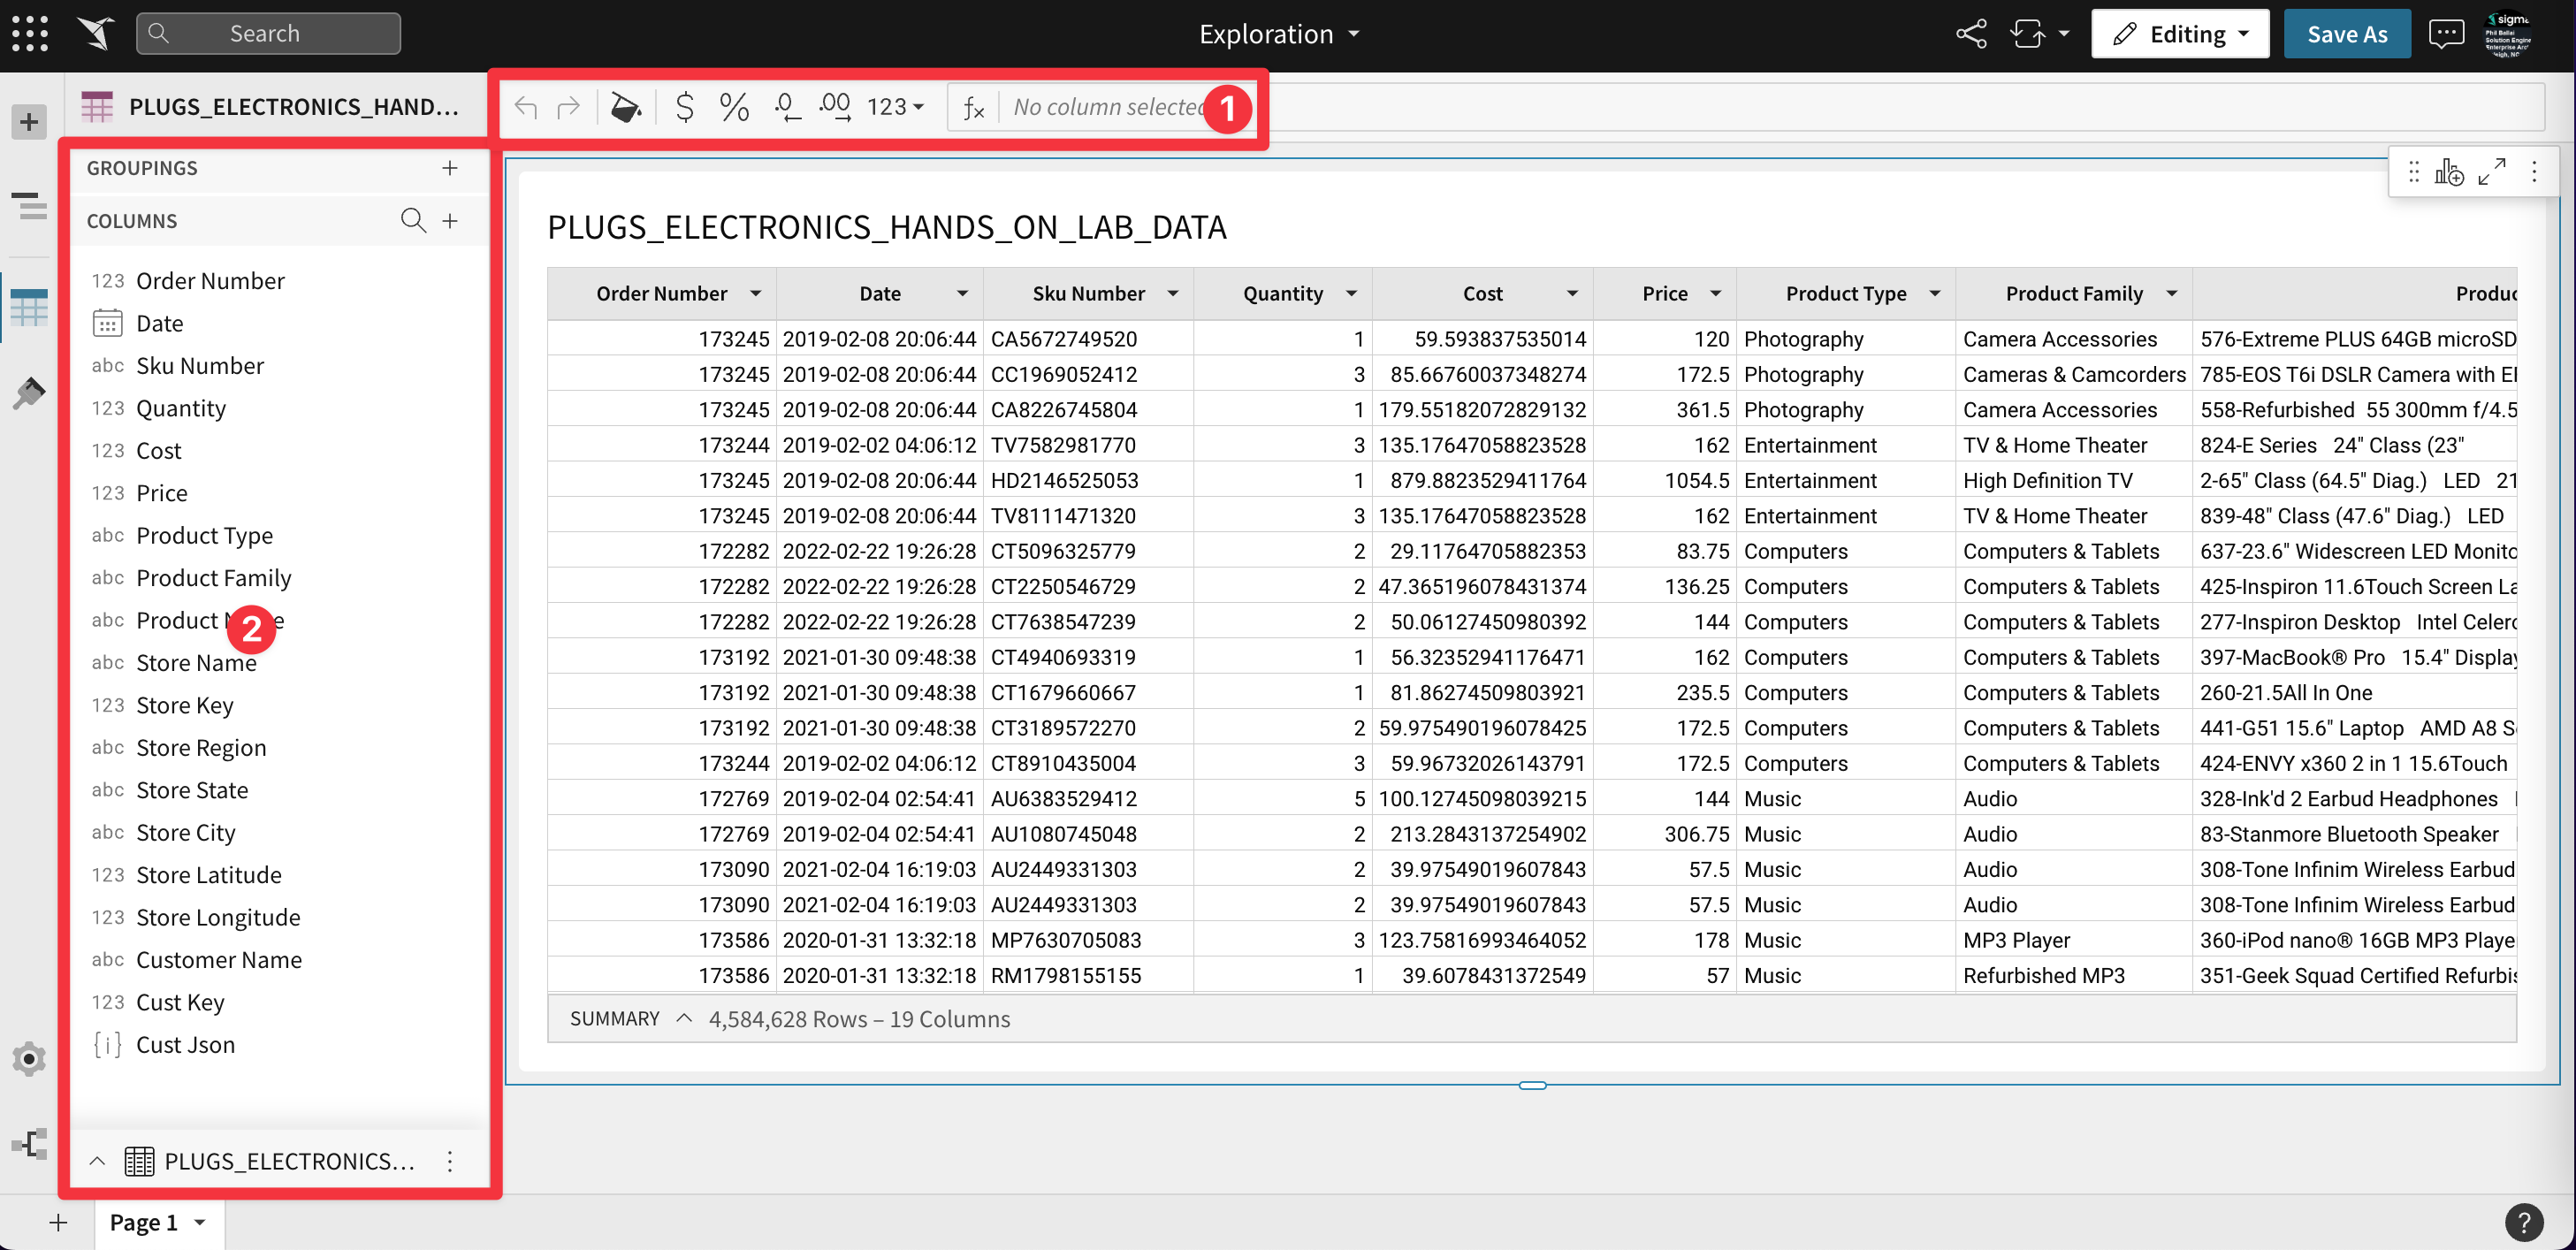 Search
Exploration
Editing
Save As
sigma
Phil Ballai
Solution Engine
Enterprise Arc
PLUGS_ELECTRONICS_HAND...
$ % .0 .00 123
fx No column selected
1
GROUPINGS
COLUMNS
123 Order Number
Date
abc Sku Number
123 Quantity
123 Cost
123 Price
abc Product Type
abc Product Family
abc Product N e
2
abc Store Name
123 Store Key
abc Store Region
abc Store State
abc Store City
123 Store Latitude
123 Store Longitude
abc Customer Name
123 Cust Key
{i} Cust Json
PLUGS_ELECTRONICS...
PLUGS_ELECTRONICS_HANDS_ON_LAB_DATA
Order Number Date Sku Number Quantity Cost Price Product Type Product Family Produc
173245 2019-02-08 20:06:44 CA5672749520 1 59.593837535014 120 Photography Camera Accessories 576-Extreme PLUS 64GB microSD
173245 2019-02-08 20:06:44 CC1969052412 3 85.66760037348274 172.5 Photography Cameras & Camcorders 785-EOS T6i DSLR Camera with E
173245 2019-02-08 20:06:44 CA8226745804 1 179.55182072829132 361.5 Photography Camera Accessories 558-Refurbished 55 300mm f/4.5
173244 2019-02-02 04:06:12 TV7582981770 3 135.17647058823528 162 Entertainment TV & Home Theater 824-E Series 24" Class (23"
173245 2019-02-08 20:06:44 HD2146525053 1 879.8823529411764 1054.5 Entertainment High Definition TV 2-65" Class (64.5" Diag.) LED 21
173245 2019-02-08 20:06:44 TV8111471320 3 135.17647058823528 162 Entertainment TV & Home Theater 839-48" Class (47.6" Diag.) LED
172282 2022-02-22 19:26:28 CT5096325779 2 29.11764705882353 83.75 Computers Computers & Tablets 637-23.6" Widescreen LED Monito
172282 2022-02-22 19:26:28 CT2250546729 2 47.365196078431374 136.25 Computers Computers & Tablets 425-Inspiron 11.6Touch Screen La
172282 2022-02-22 19:26:28 CT7638547239 2 50.06127450980392 144 Computers Computers & Tablets 277-Inspiron Desktop Intel Celero
173192 2021-01-30 09:48:38 CT4940693319 1 56.32352941176471 162 Computers Computers & Tablets 397-MacBook® Pro 15.4" Display
173192 2021-01-30 09:48:38 CT1679660667 1 81.86274509803921 235.5 Computers Computers & Tablets 260-21.5All In One
173192 2021-01-30 09:48:38 CT3189572270 2 59.975490196078425 172.5 Computers Computers & Tablets 441-G51 15.6" Laptop AMD A8 S
173244 2019-02-02 04:06:12 CT8910435004 3 59.96732026143791 172.5 Computers Computers & Tablets 424-ENVY x360 2 in 1 15.6Touch
172769 2019-02-04 02:54:41 AU6383529412 5 100.12745098039215 144 Music Audio 328-Ink'd 2 Earbud Headphones
172769 2019-02-04 02:54:41 AU1080745048 2 213.2843137254902 306.75 Music Audio 83-Stanmore Bluetooth Speaker
173090 2021-02-04 16:19:03 AU2449331303 2 39.97549019607843 57.5 Music Audio 308-Tone Infinim Wireless Earbud
173090 2021-02-04 16:19:03 AU2449331303 2 39.97549019607843 57.5 Music Audio 308-Tone Infinim Wireless Earbud
173586 2020-01-31 13:32:18 MP7630705083 3 123.75816993464052 178 Music MP3 Player 360-iPod nano® 16GB MP3 Playe
173586 2020-01-31 13:32:18 RM1798155155 1 39.6078431372549 57 Music Refurbished MP3 351-Geek Squad Certified Refurbis
SUMMARY 4,584,628 Rows – 19 Columns
Page 1
?